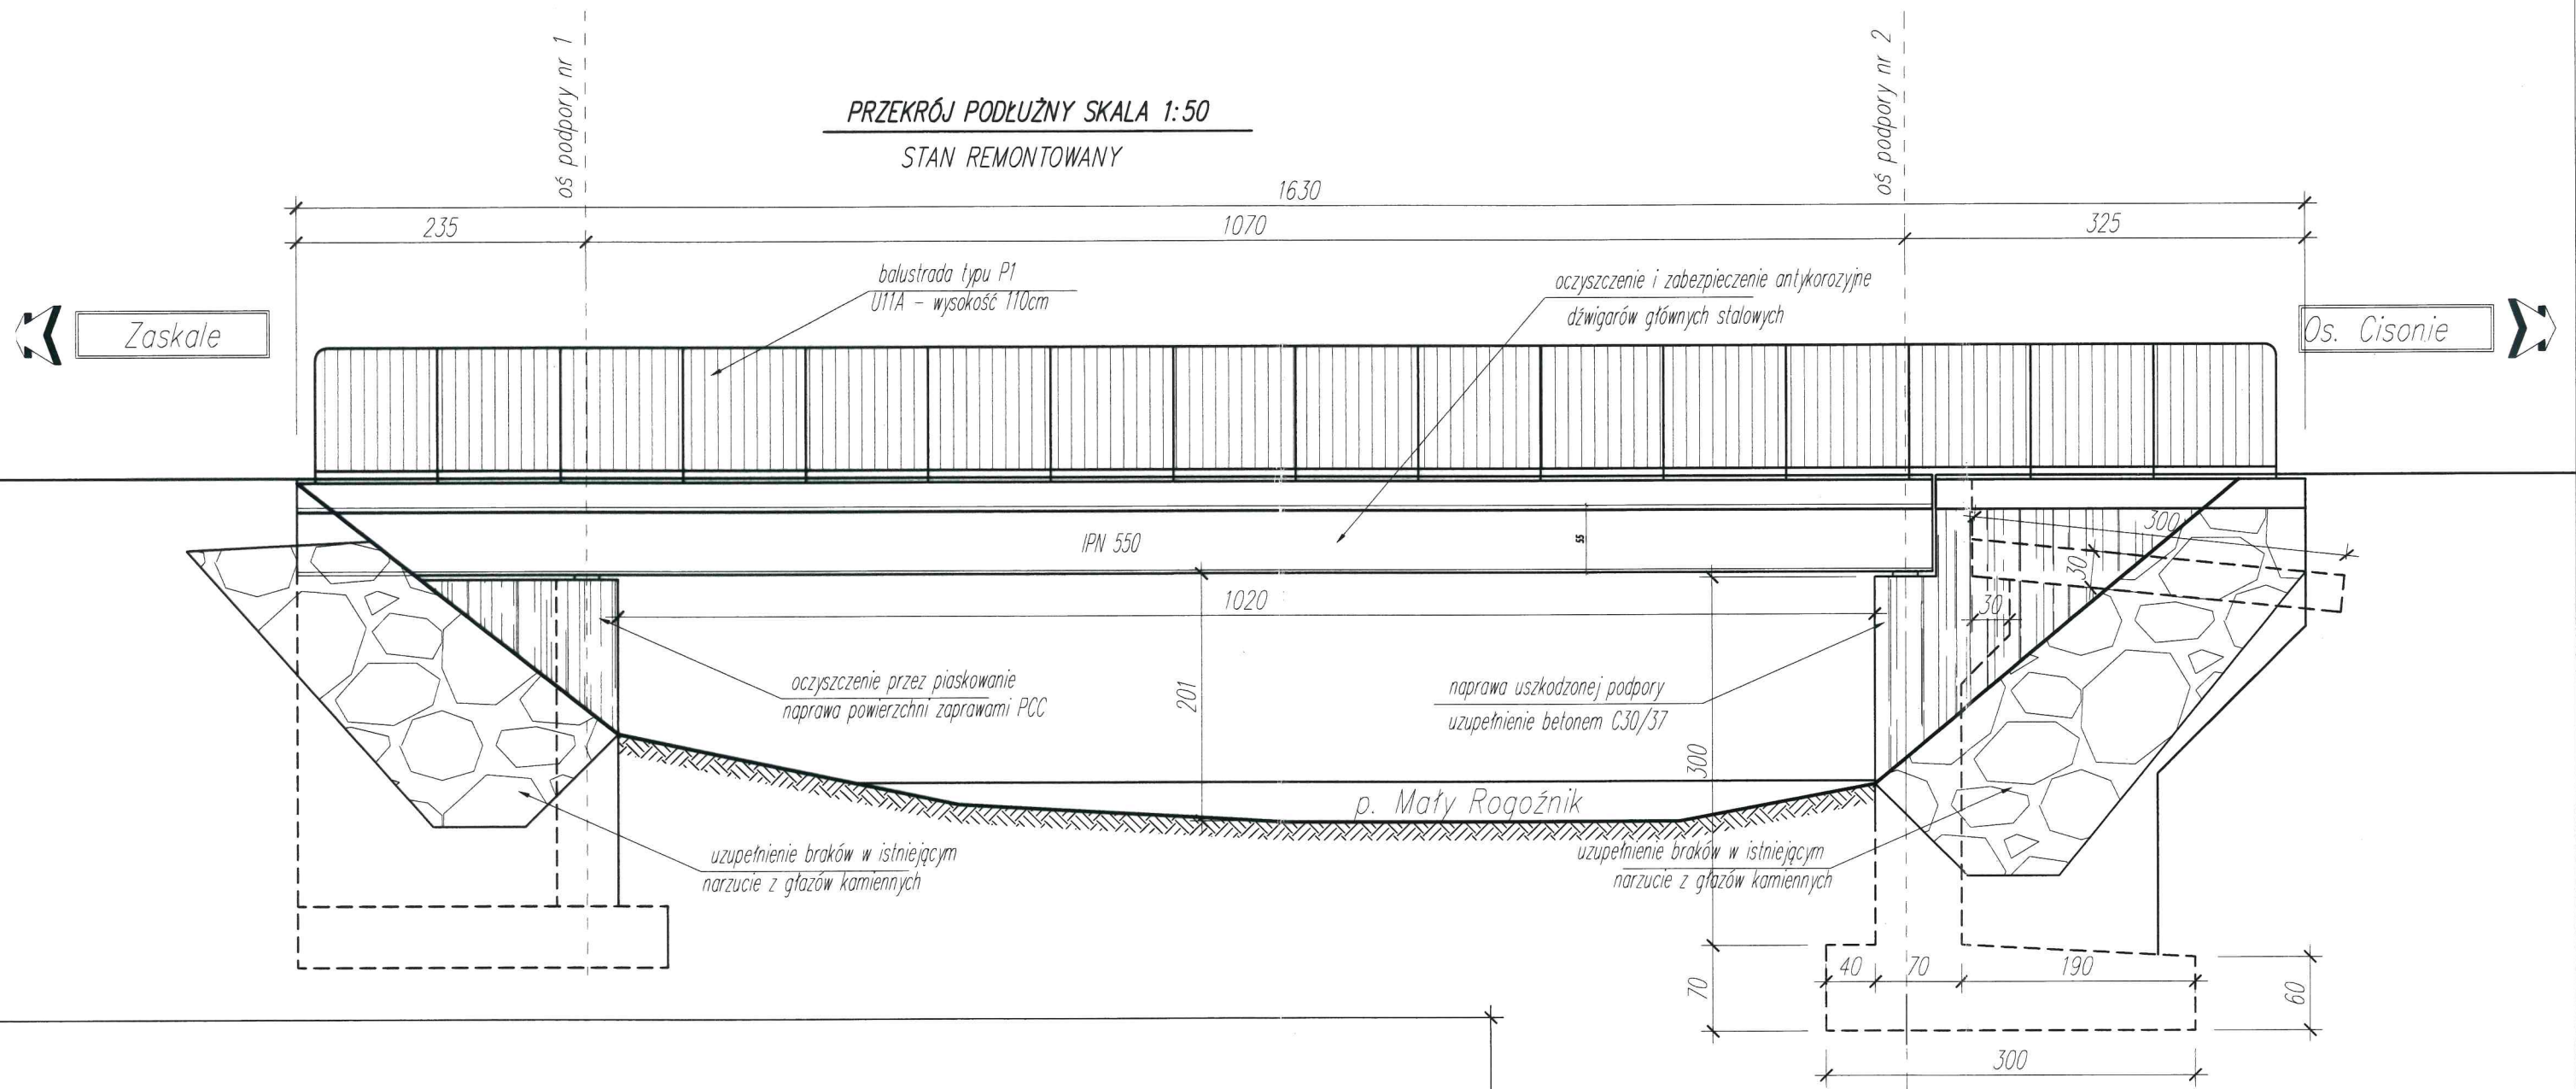 oś podpory nr 1
oś podpory nr 2
PRZEKRÓJ PODŁUŻNY SKALA 1:50
STAN REMONTOWANY
1630
235
1070
325
balustrada typu P1
U11A - wysokość 110cm
oczyszczenie i zabezpieczenie antykorozyjne
dźwigarów głównych stalowych
Zaskale
Os. Cisonie
IPN 550
55
300
30
30
1020
201
300
oczyszczenie przez piaskowanie
naprawa powierzchni zaprawami PCC
naprawa uszkodzonej podpory
uzupełnienie betonem C30/37
p. Mały Rogoźnik
uzupełnienie braków w istniejącym
narzucie z głazów kamiennych
uzupełnienie braków w istniejącym
narzucie z głazów kamiennych
40
70
190
70
60
300